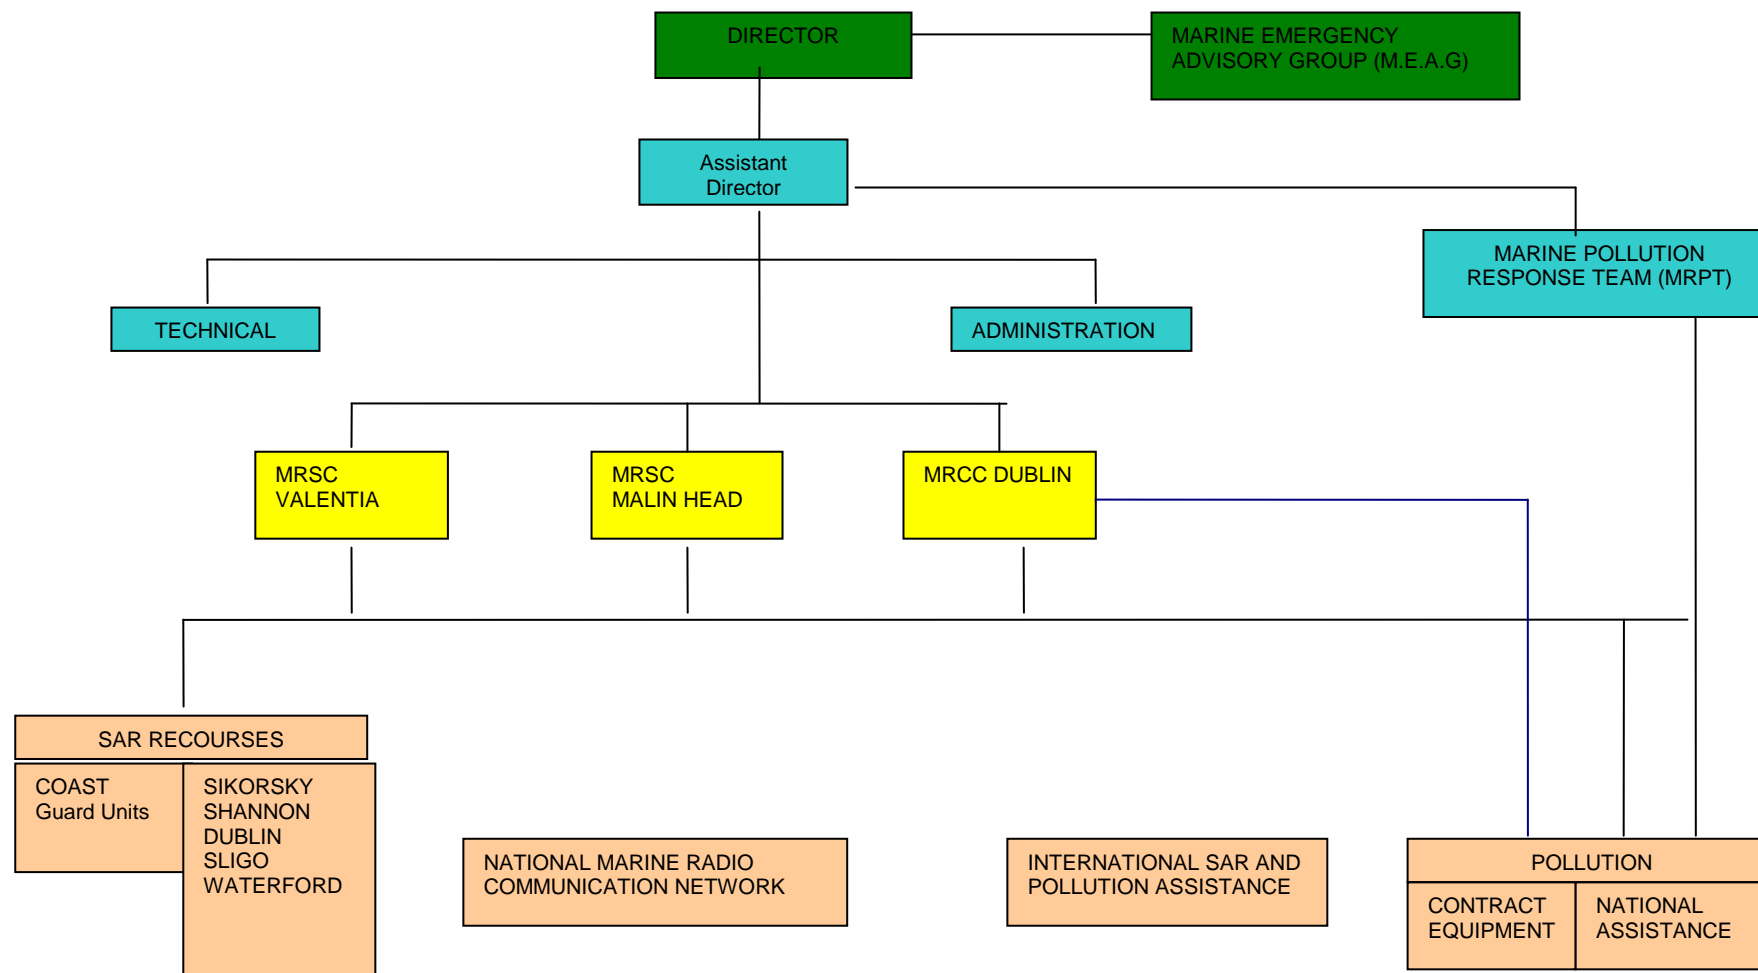 DIRECTOR
MARINE EMERGENCY
ADVISORY GROUP (M.E.A.G)
Assistant
Director
MARINE POLLUTION
RESPONSE TEAM (MRPT)
TECHNICAL
ADMINISTRATION
MRSC
VALENTIA
MRSC
MALIN HEAD
MRCC DUBLIN
SAR RECOURSES
COAST
Guard Units
SIKORSKY
SHANNON
DUBLIN
SLIGO
WATERFORD
NATIONAL MARINE RADIO
COMMUNICATION NETWORK
INTERNATIONAL SAR AND
POLLUTION ASSISTANCE
POLLUTION
CONTRACT
EQUIPMENT
NATIONAL
ASSISTANCE